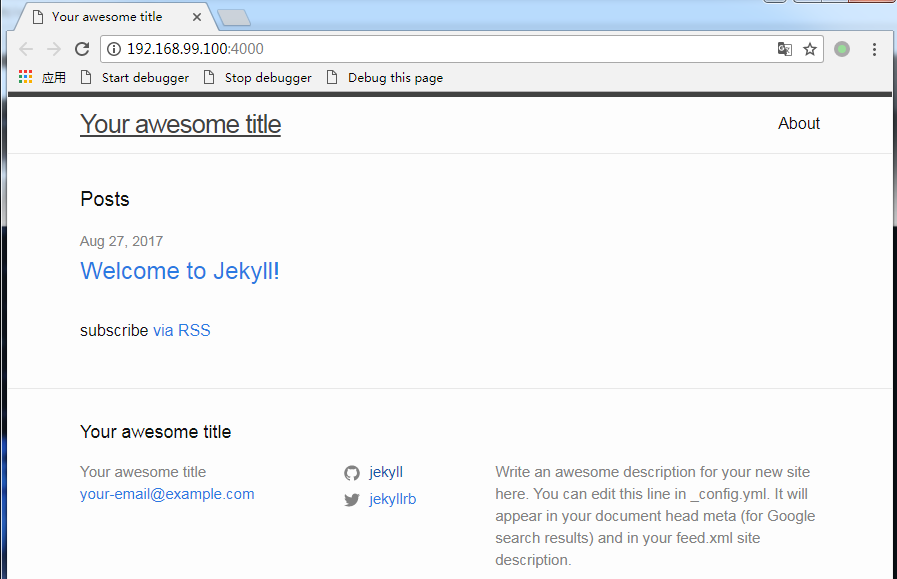 Your awesome title
192.168.99.100:4000
应用 Start debugger Stop debugger Debug this page
Your awesome title About
Posts
Aug 27, 2017
Welcome to Jekyll!
subscribe via RSS
Your awesome title
Your awesome title
your-email@example.com
jekyll
jekyllrb
Write an awesome description for your new site
here. You can edit this line in _config.yml. It will
appear in your document head meta (for Google
search results) and in your feed.xml site
description.